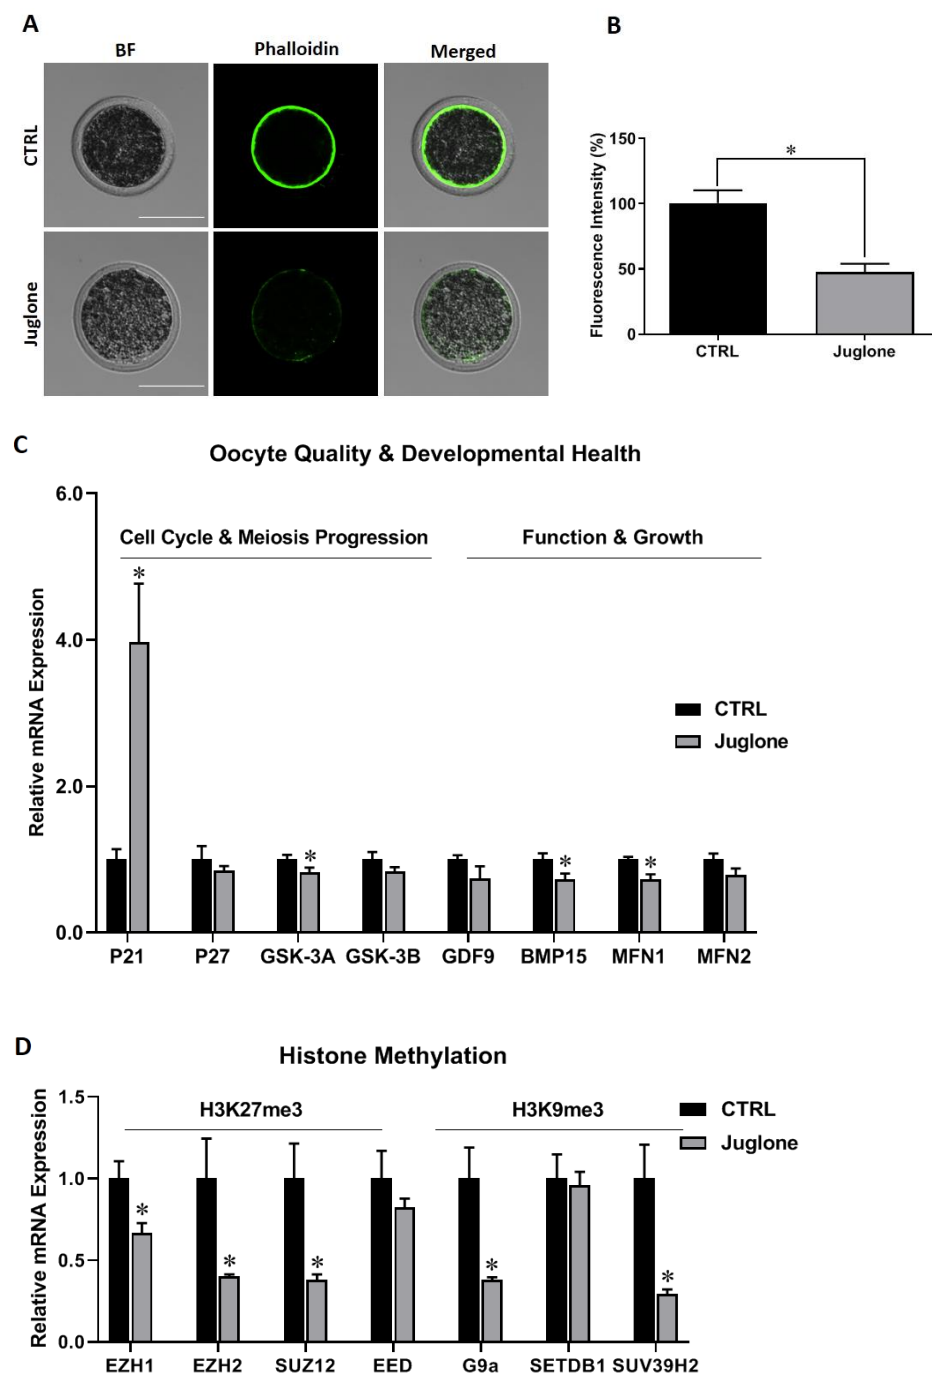 A
BF Phalloidin Merged
CTRL
Juglone
B
Fluorescence Intensity (%)
150
100
50
0
*
CTRL Juglone
C
Oocyte Quality & Developmental Health
Relative mRNA Expression
6.0
4.0
2.0
0.0
Cell Cycle & Meiosis Progression Function & Growth
*
CTRL
Juglone
* * *
P21 P27 GSK-3A GSK-3B GDF9 BMP15 MFN1 MFN2
D
Histone Methylation
Relative mRNA Expression
1.5
1.0
0.5
0.0
H3K27me3 H3K9me3
CTRL
Juglone
* * * * *
EZH1 EZH2 SUZ12 EED G9a SETDB1 SUV39H2